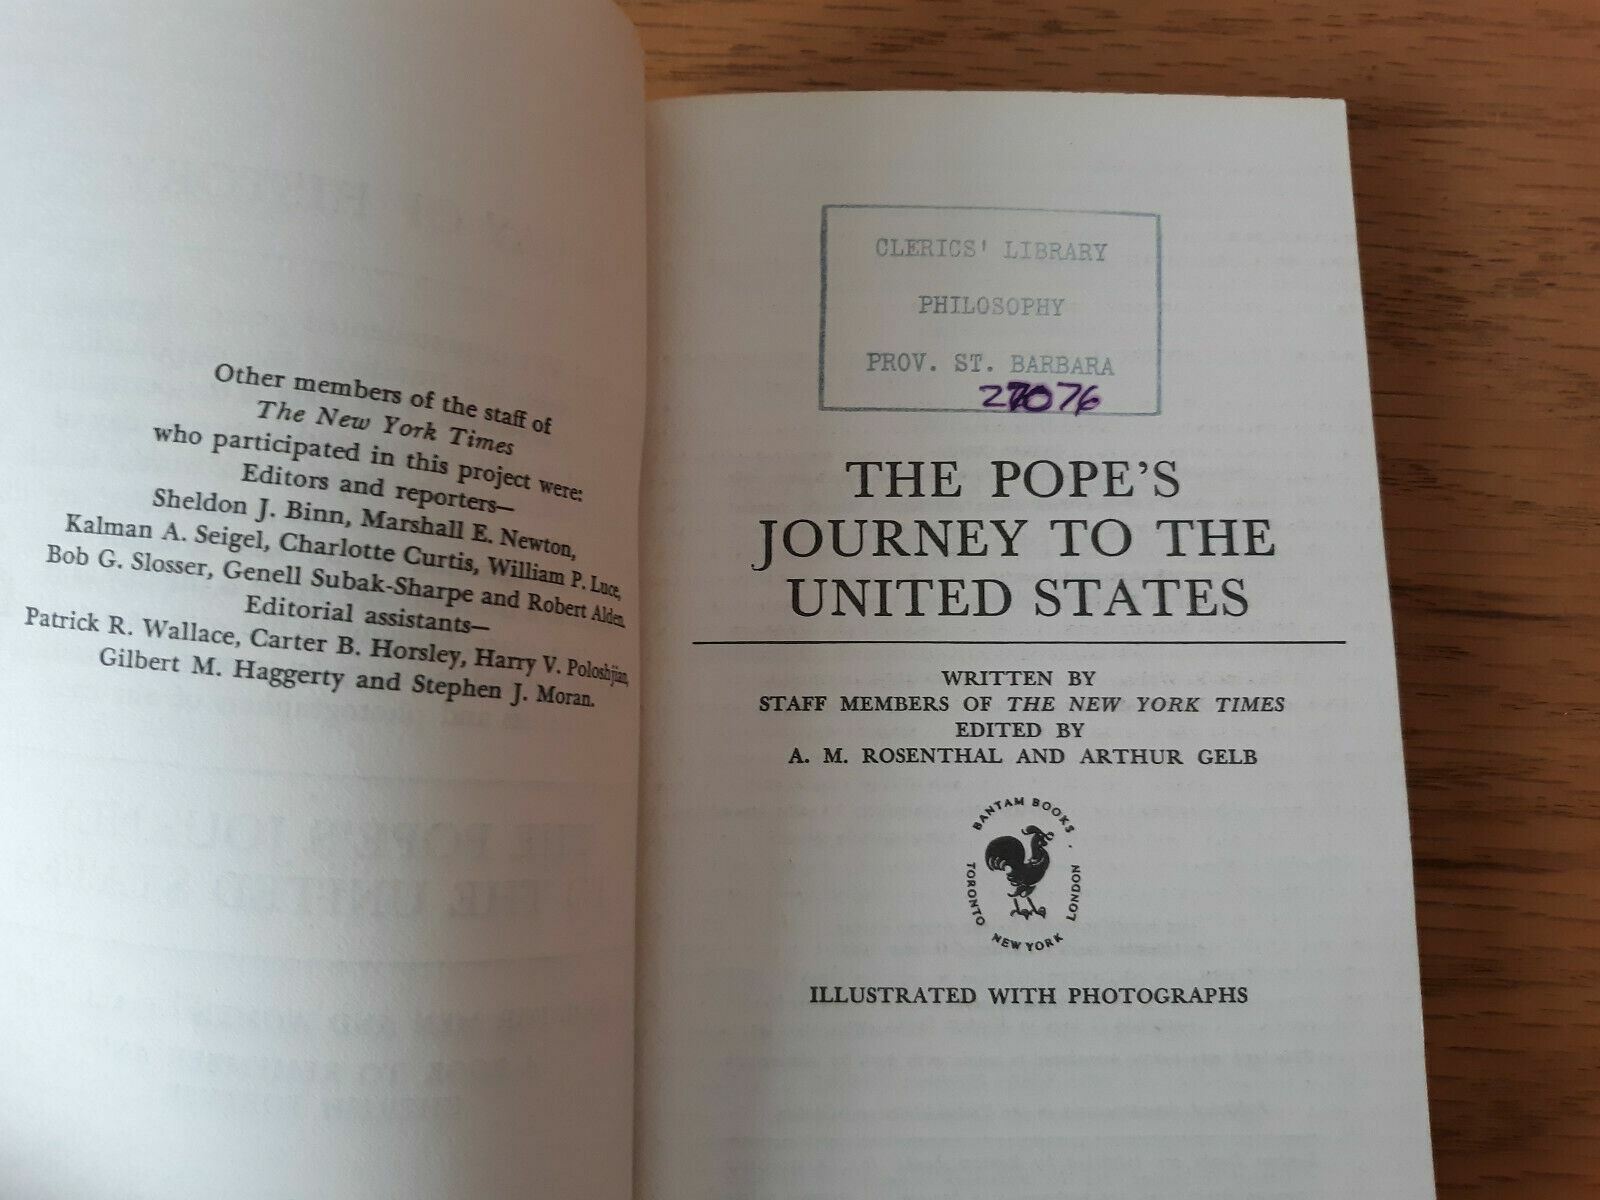 Other members of the staff of
The New York Times
who participated in this project were:
Editors and reporters—
Sheldon J. Binn, Marshall E. Newton,
Kalman A. Seigel, Charlotte Curtis, William P. Luce,
Bob G. Slosser, Genell Subak-Sharpe and Robert Alden.
Editorial assistants—
Patrick R. Wallace, Carter B. Horsley, Harry V. Poloshjian,
Gilbert M. Haggerty and Stephen J. Moran.
CLERICS' LIBRARY
PHILOSOPHY
PROV. ST. BARBARA
THE POPE'S
JOURNEY TO THE
UNITED STATES
WRITTEN BY
STAFF MEMBERS OF THE NEW YORK TIMES
EDITED BY
A. M. ROSENTHAL AND ARTHUR GELB
BANTAM BOOKS
TORONTO
NEW YORK
LONDON
ILLUSTRATED WITH PHOTOGRAPHS